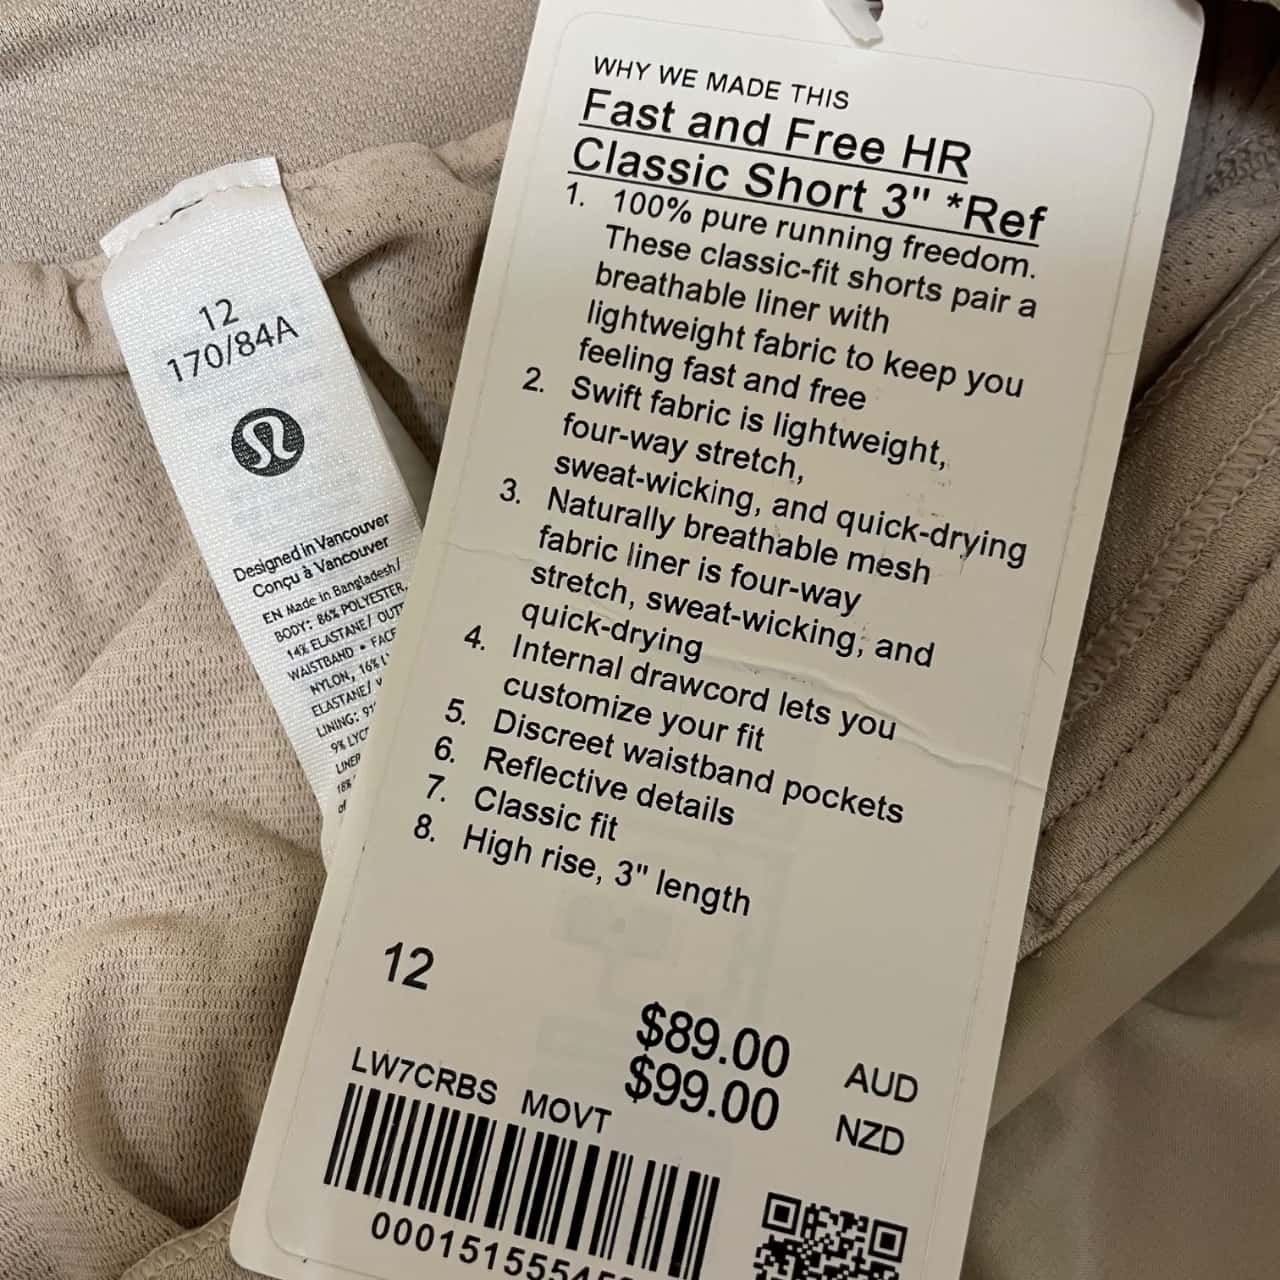 12
170/84A
Designed in Vancouver
Conçu à Vancouver
EN Made in Bangladesh/
BODY: 86% POLYESTER,
14% ELASTANE/
WAISTBAND • FACE
NYLON, 16%
ELASTANE/
LINING:
9%
LINER
18%
of
WHY WE MADE THIS
Fast and Free HR
Classic Short 3" *Ref
1. 100% pure running freedom.
These classic-fit shorts pair a
breathable liner with
lightweight fabric to keep you
feeling fast and free
2. Swift fabric is lightweight,
four-way stretch,
sweat-wicking, and quick-drying
3. Naturally breathable mesh
fabric liner is four-way
stretch, sweat-wicking, and
quick-drying
4. Internal drawcord lets you
customize your fit
5. Discreet waistband pockets
6. Reflective details
7. Classic fit
8. High rise, 3" length
12
$89.00 AUD
$99.00 NZD
LW7CRBS MOVT